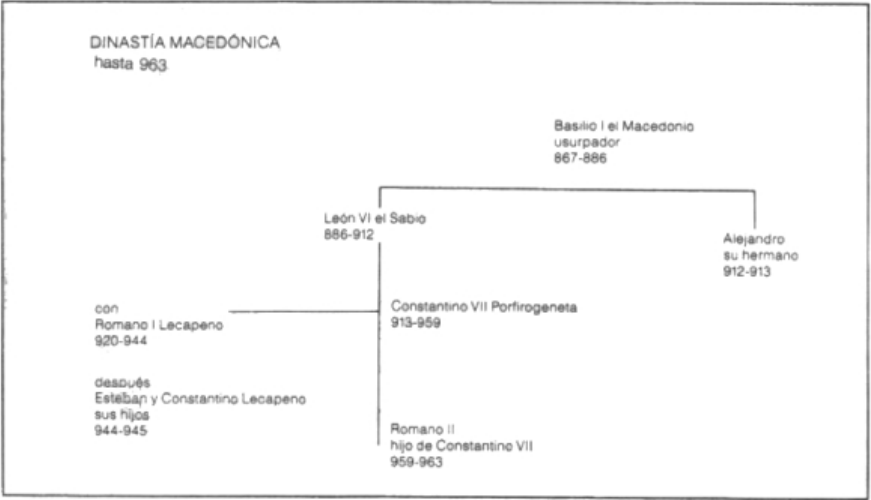 DINASTÍA MACEDÓNICA
hasta 963
Basilio I el Macedonio
usurpador
867-886
León VI el Sabio
886-912
Alejandro
su hermano
912-913
con
Romano I Lecapeno
920-944
Constantino VII Porfirogeneta
913-959
después
Esteban y Constantino Lecapeno
sus hijos
944-945
Romano II
hijo de Constantino VII
959-963